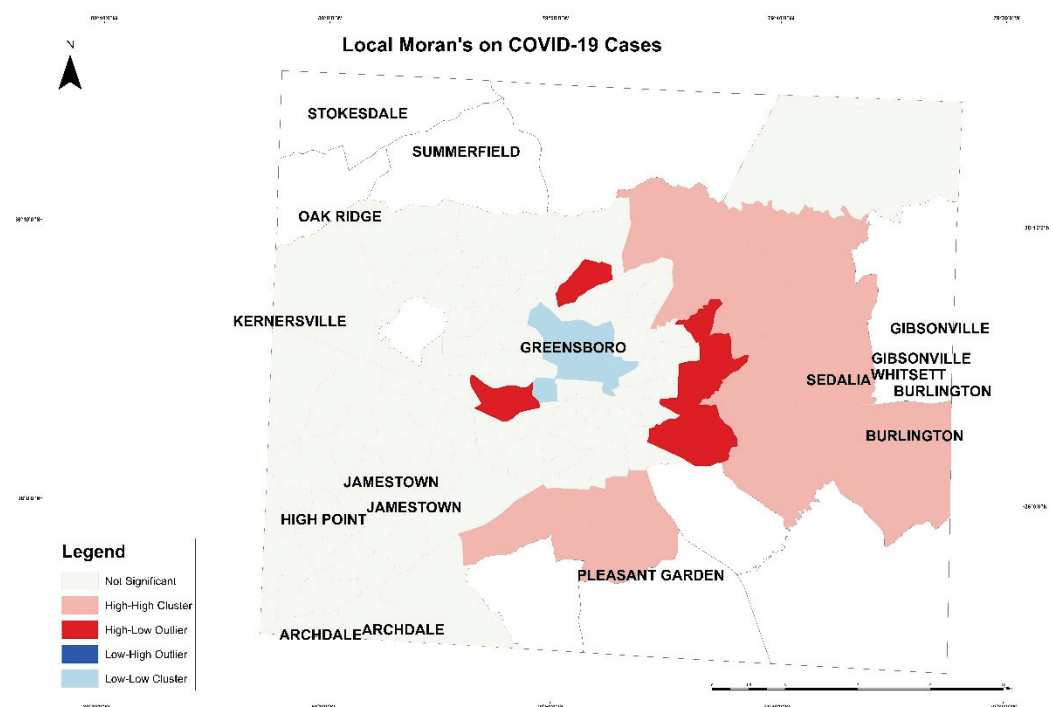 Local Moran's on COVID-19 Cases
N
STOKESDALE
SUMMERFIELD
OAK RIDGE
KERNERSVILLE
GREENSBORO
GIBSONVILLE
GIBSONVILLE
WHITSETT
SEDALIA
BURLINGTON
BURLINGTON
JAMESTOWN
JAMESTOWN
HIGH POINT
PLEASANT GARDEN
ARCHDALE
ARCHDALE
Legend
Not Significant
High-High Cluster
High-Low Outlier
Low-High Outlier
Low-Low Cluster